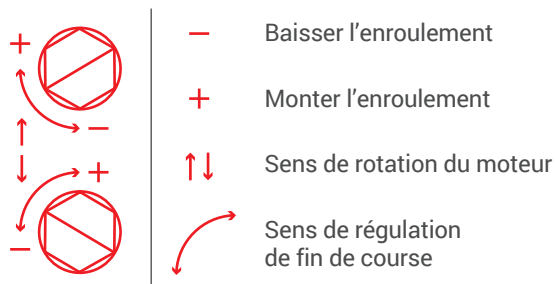 +
−
+
−
− Baisser l’enroulement
+ Monter l’enroulement
↑↓ Sens de rotation du moteur
Sens de régulation
de fin de course